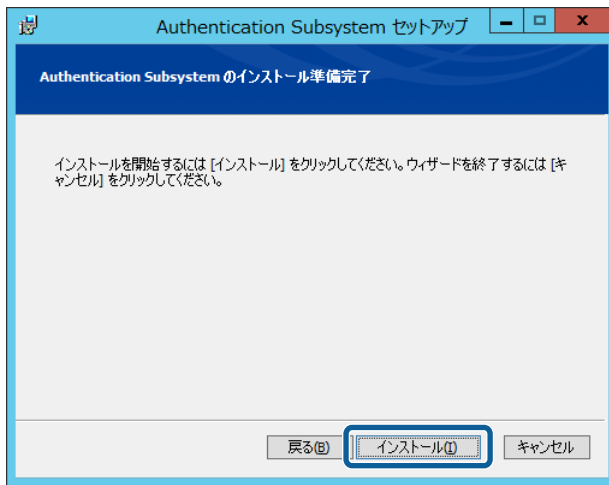 Authentication Subsystem セットアップ
Authentication Subsystem のインストール準備完了
インストールを開始するには [インストール] をクリックしてください。ウィザードを終了するには [キ
ャンセル] をクリックしてください。
戻る(B) インストール(I) キャンセル